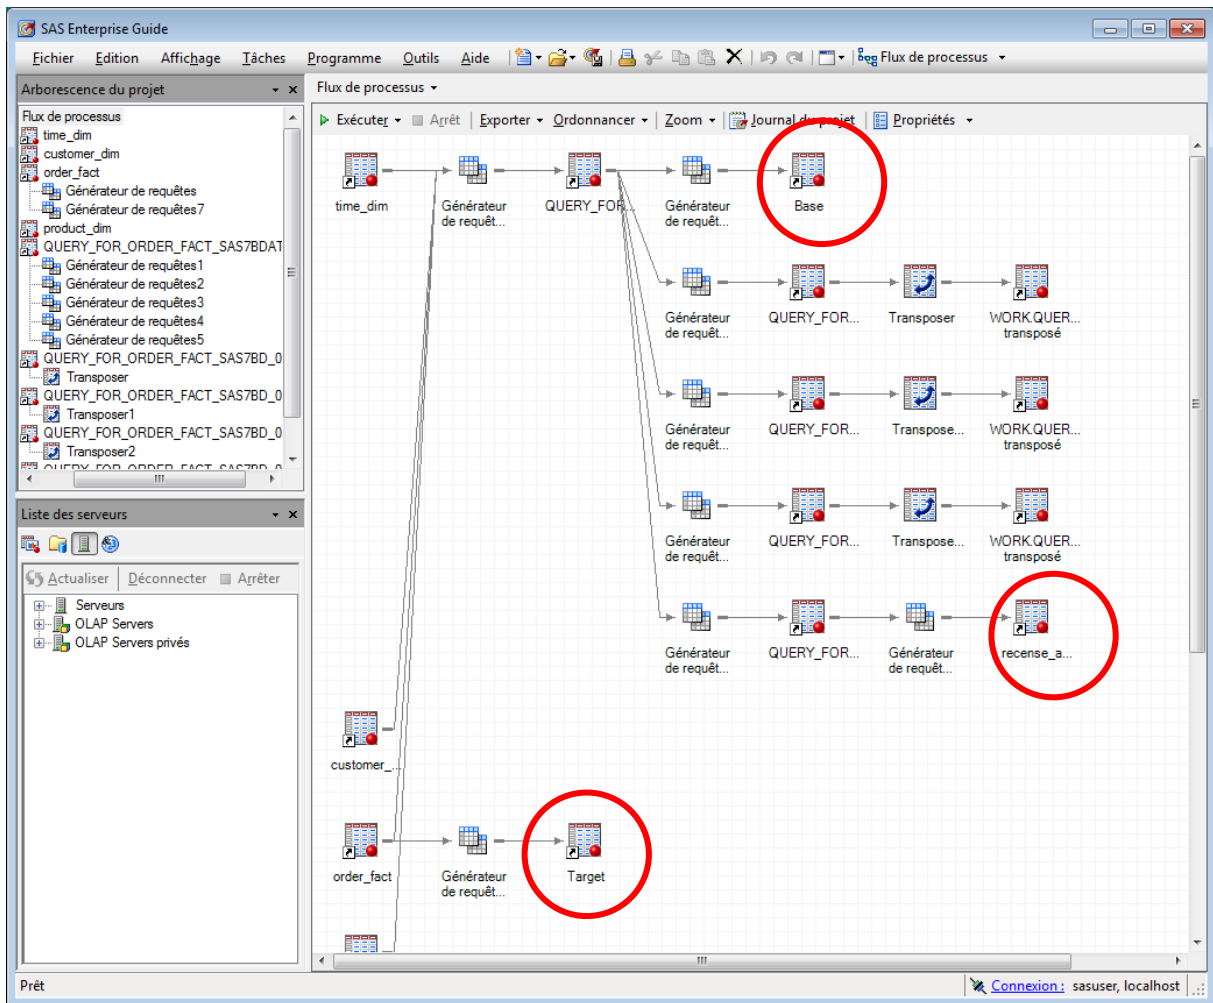 SAS Enterprise Guide
Fichier Edition Affichage Tâches Programme Outils Aide Flux de processus
Arborescence du projet
Flux de processus
time_dim
customer_dim
order_fact
Générateur de requêtes
Générateur de requêtes7
product_dim
QUERY_FOR_ORDER_FACT_SAS7BDAT
Générateur de requêtes1
Générateur de requêtes2
Générateur de requêtes3
Générateur de requêtes4
Générateur de requêtes5
QUERY_FOR_ORDER_FACT_SAS7BD_0
Transposer
QUERY_FOR_ORDER_FACT_SAS7BD_0
Transposer1
QUERY_FOR_ORDER_FACT_SAS7BD_0
Transposer2
QUERY_FOR_ORDER_FACT_SAS7BD_0
Liste des serveurs
Actualiser Déconnecter Arrêter
Serveurs
OLAP Servers
OLAP Servers privés
Flux de processus
Exécuter Arrêt Exporter Ordonnancer Zoom Journal du projet Propriétés
time_dim
Générateur
de requêt...
QUERY_FOR...
Générateur
de requêt...
Base
Générateur
de requêt...
QUERY_FOR...
Transposer
WORK.QUER...
transposé
Générateur
de requêt...
QUERY_FOR...
Transpose...
WORK.QUER...
transposé
Générateur
de requêt...
QUERY_FOR...
Transpose...
WORK.QUER...
transposé
Générateur
de requêt...
QUERY_FOR...
Générateur
de requêt...
recense_a...
customer_...
order_fact
Générateur
de requêt...
Target
Prêt
Connexion : sasuser, localhost